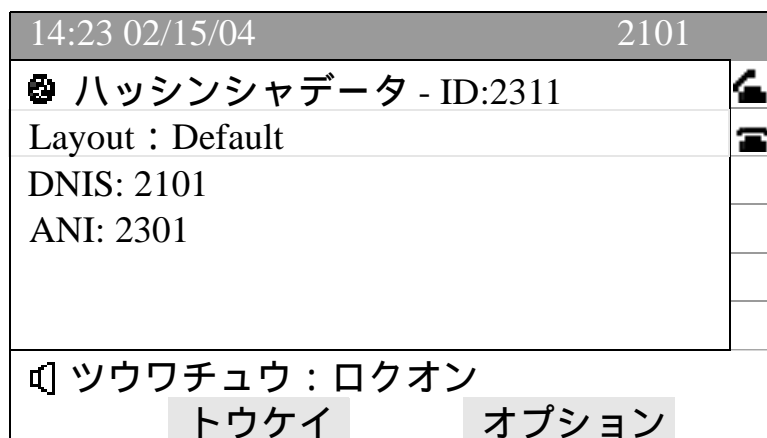 14:23 02/15/04 2101
ハッシンシャデータ - ID:2311
Layout：Default
DNIS: 2101
ANI: 2301
ツウワチュウ：ロクオン
トウケイ オプション